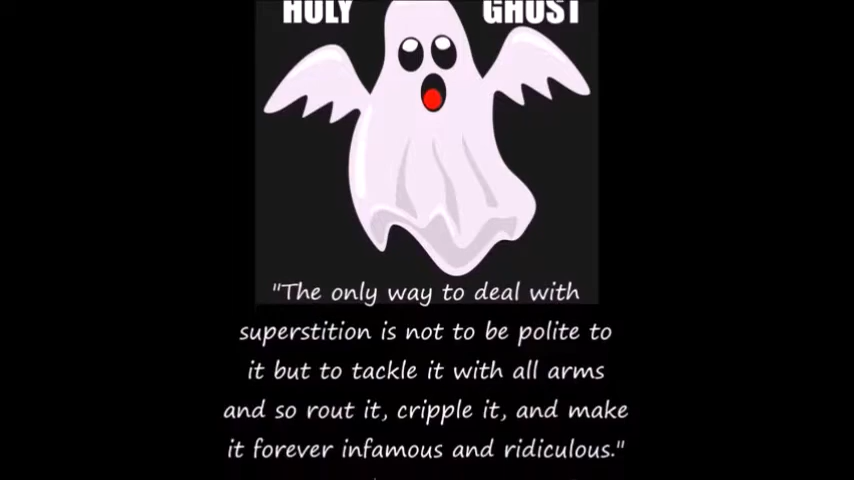 HOLY GHOST
"The only way to deal with
superstition is not to be polite to
it but to tackle it with all arms
and so rout it, cripple it, and make
it forever infamous and ridiculous."